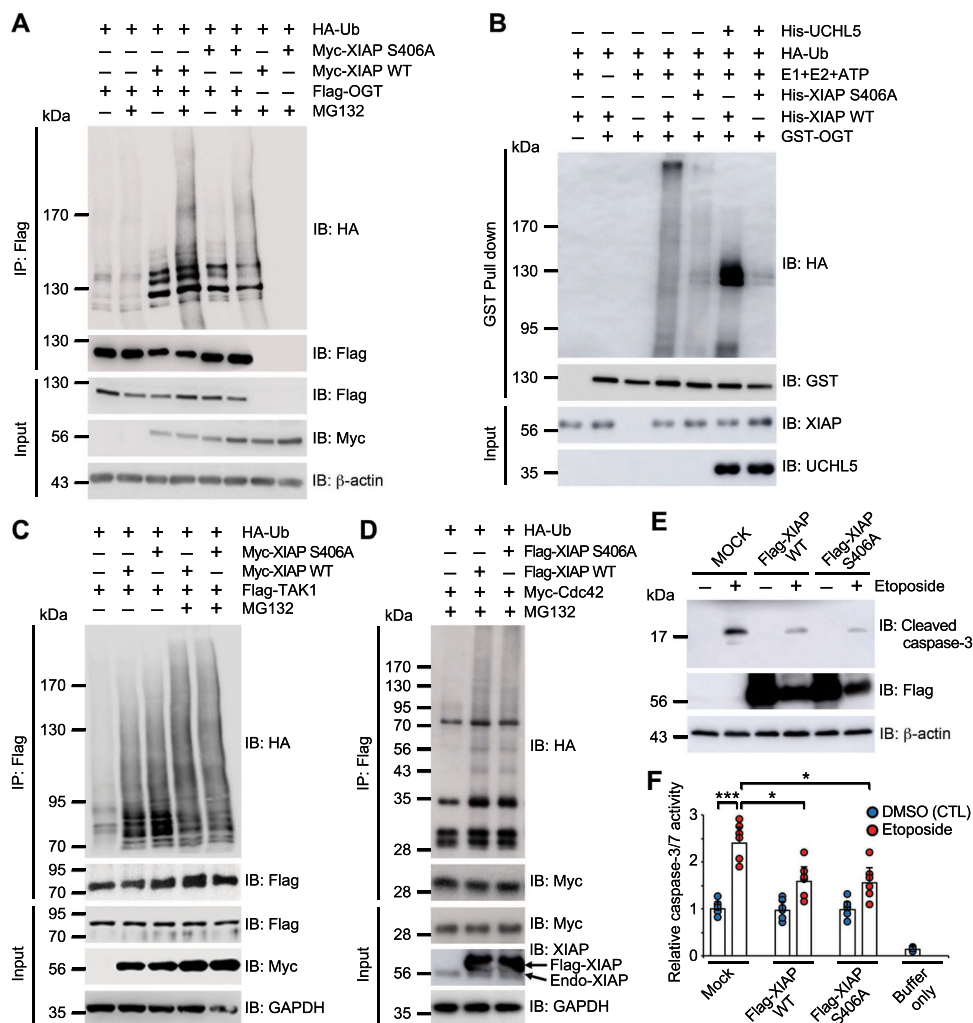 A
+ + + + + + + + HA-Ub
– – – – + + – + Myc-XIAP S406A
– – + + – – + – Myc-XIAP WT
+ + + + + + – – Flag-OGT
– + – + – + + + MG132
kDa
IP: Flag
170
130
IB: HA
130
IB: Flag
Input
130
IB: Flag
56
IB: Myc
43
IB: β-actin
B
– – – – – + + His-UCHL5
+ + + + + + + HA-Ub
+ – + + + + + E1+E2+ATP
– – – – + – + His-XIAP S406A
+ + – + – + – His-XIAP WT
– + + + + + + GST-OGT
kDa
GST Pull down
170
130
95
IB: HA
130
IB: GST
Input
56
IB: XIAP
35
IB: UCHL5
C
+ + + + + HA-Ub
– – + – + Myc-XIAP S406A
– + – + – Myc-XIAP WT
+ + + + + Flag-TAK1
– – – + + MG132
kDa
IP: Flag
170
130
95
70
IB: HA
95
70
IB: Flag
Input
95
70
IB: Flag
56
IB: Myc
35
IB: GAPDH
D
+ + + HA-Ub
– – + Flag-XIAP S406A
– + – Flag-XIAP WT
+ + + Myc-Cdc42
+ + + MG132
kDa
IP: Flag
170
130
95
70
56
43
35
28
IB: HA
28
IB: Myc
Input
28
IB: Myc
IB: XIAP
Flag-XIAP
56
Endo-XIAP
35
IB: GAPDH
E
MOCK
Flag-XIAP
WT
Flag-XIAP
S406A
– + – + – + Etoposide
kDa
17
IB: Cleaved
caspase-3
56
IB: Flag
43
IB: β-actin
F
Relative caspase-3/7 activity
3
2
1
0
***
*
*
DMSO (CTL)
Etoposide
Mock
Flag-XIAP
WT
Flag-XIAP
S406A
Buffer
only